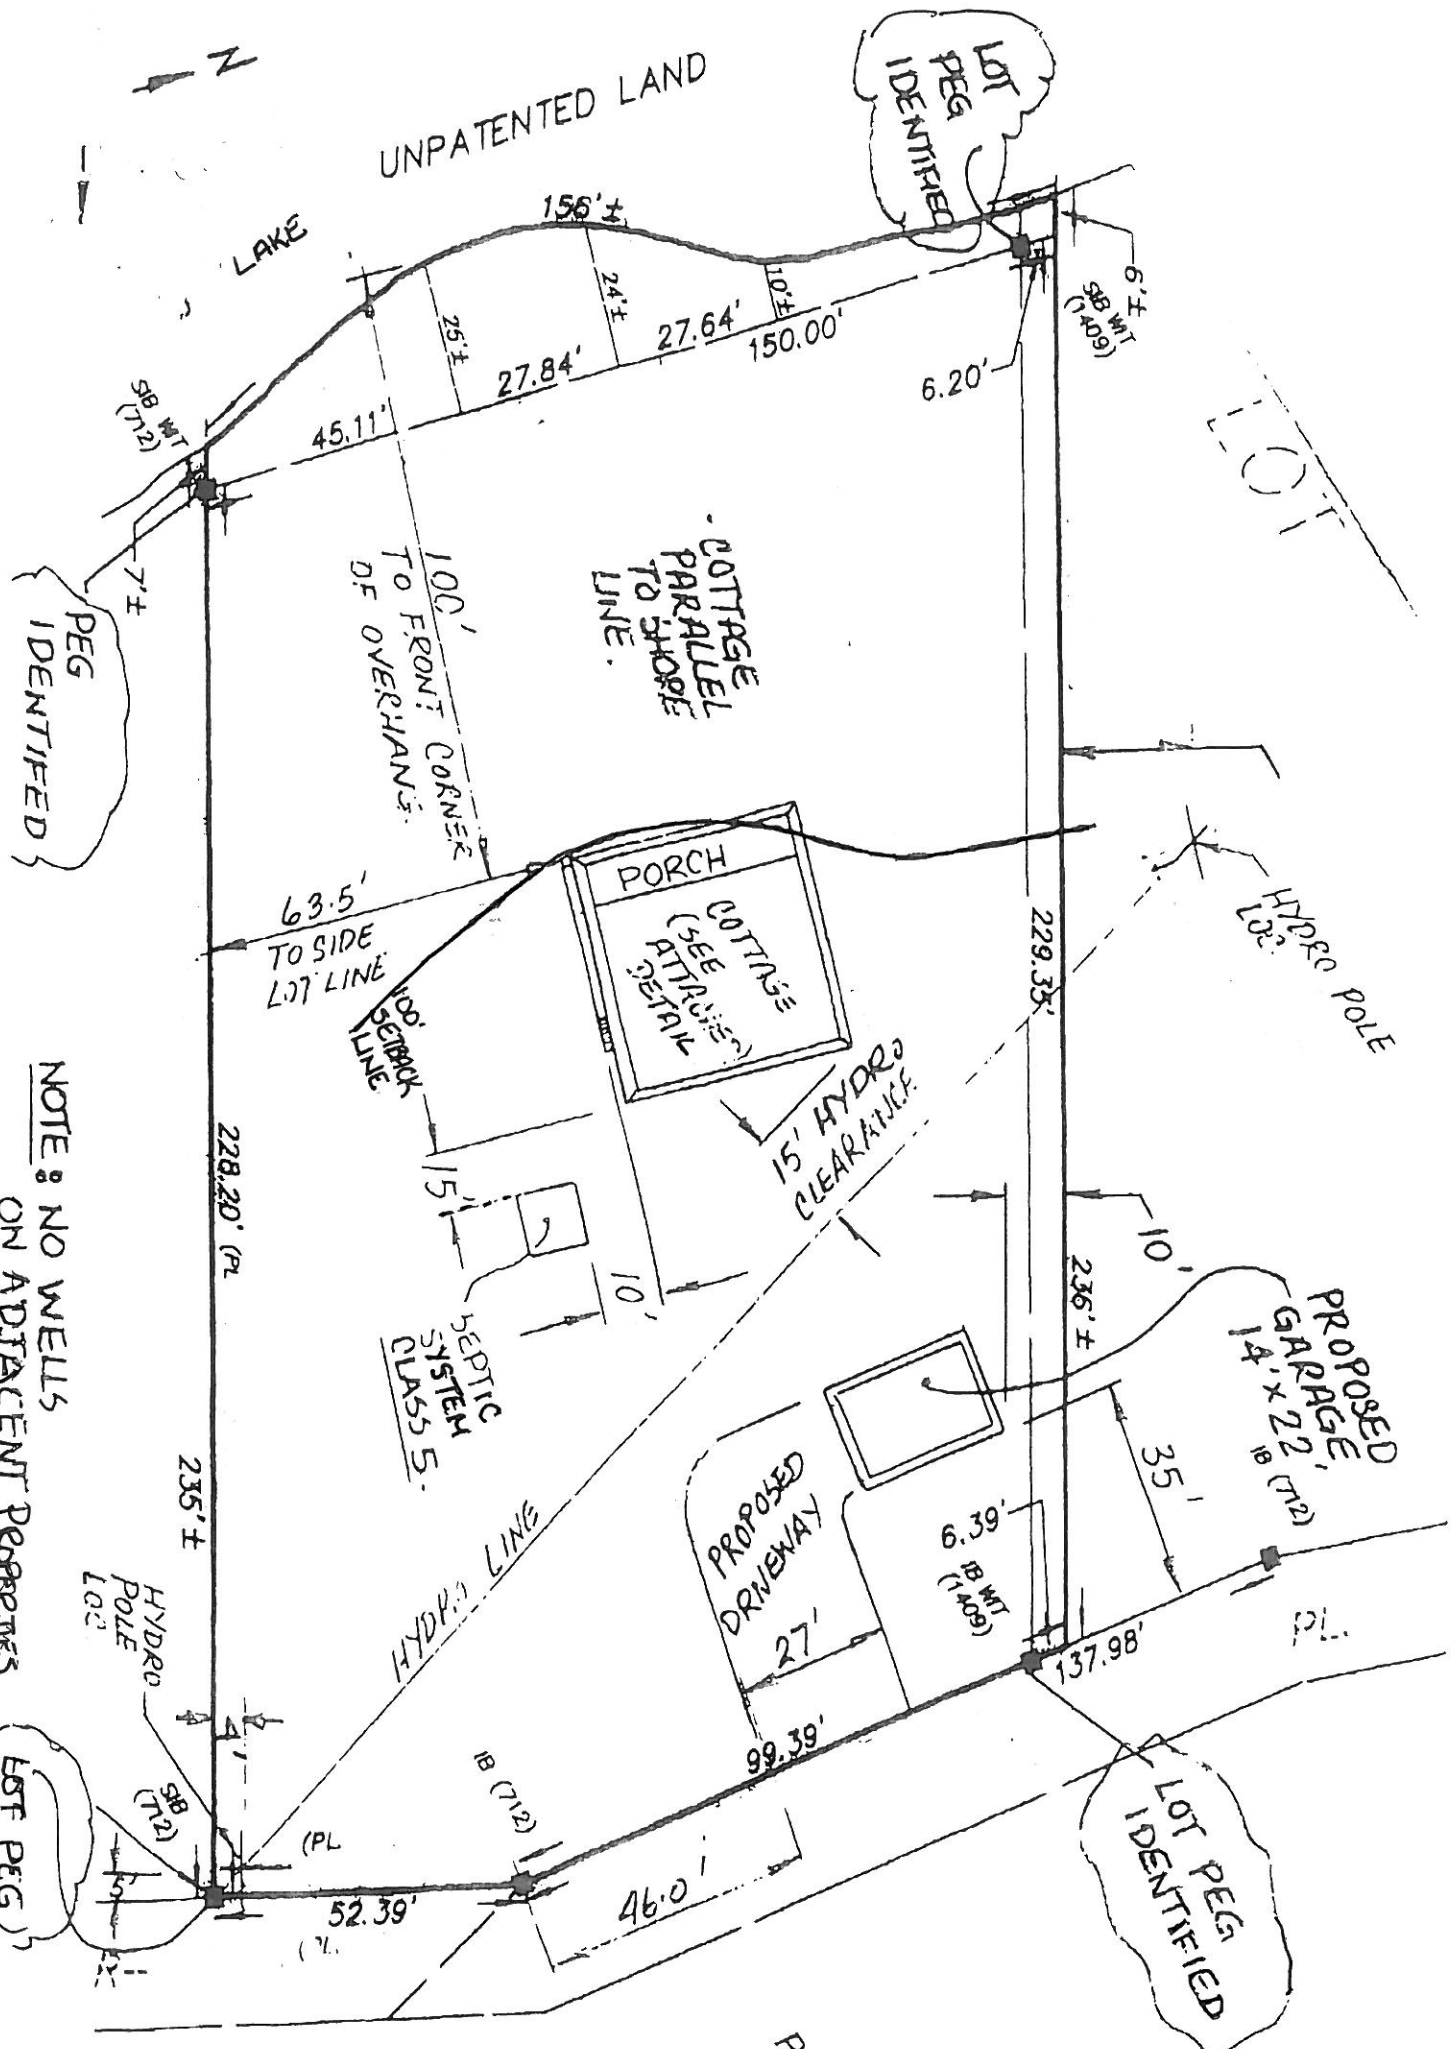 N
UNPATENTED LAND
LAKE
LOT
PEG
IDENTIFIED
156'±
24'±
10'±
25'±
27.64'
150.00'
27.84'
45.11'
6'±
SIB WIT
(1409)
6.20'
LOT
SIB WIT
(712)
7'±
PEG
IDENTIFED
100'
TO FRONT CORNER
OF OVERHANG.
- COTTAGE
PARALLEL
TO SHORE
LINE.
PORCH
COTTAGE
(SEE
ATTACHED
DETAIL
63.5'
TO SIDE
LOT LINE
100'
SETBACK
LINE
229.35'
HYDRO POLE
LOC.
15' HYDRO
CLEARANCE
15'
10'
SEPTIC
SYSTEM
CLASS 5.
228.20' (PL
235'±
236'±
10'
PROPOSED
GARAGE
14'x22'
IB (712)
35'
6.39'
IB WIT
(1409)
PROPOSED
DRIVEWAY
27'
HYDRO LINE
137.98'
PL.
99.39'
46.0'
IB (712)
LOT PEG
IDENTIFIED
HYDRO
POLE
LOC
4'
SIB
(712)
(PL
5'
52.39'
NOTE: NO WELLS
ON ADJACENT PROPERTIES
LOT PEG
P